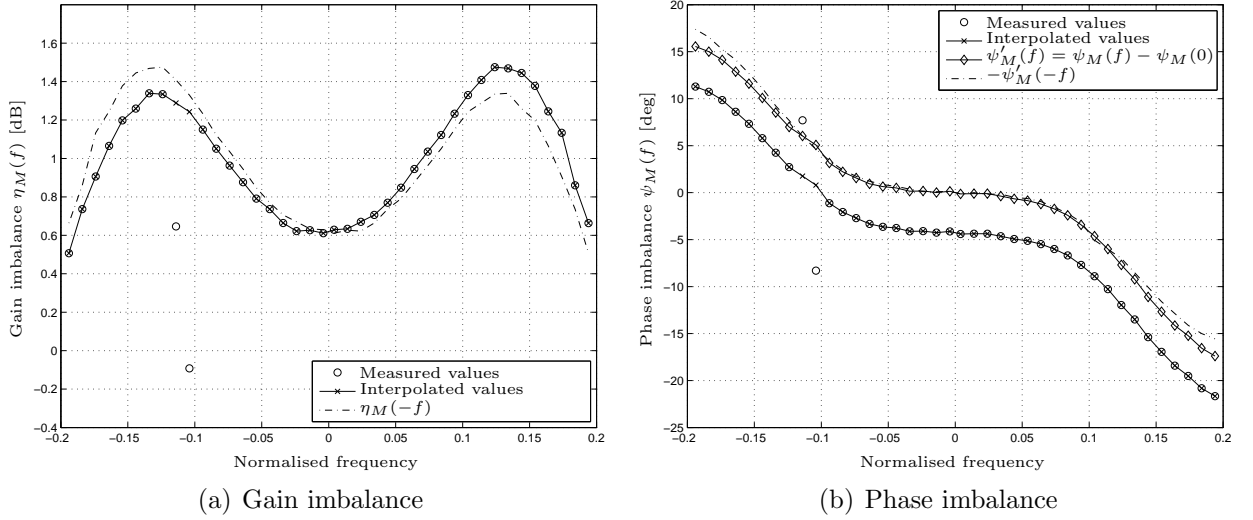 1.6
1.4
1.2
1
0.8
0.6
0.4
0.2
0
−0.2
−0.4
Gain imbalance η_M(f) [dB]
Measured values
Interpolated values
η_M(−f)
−0.2 −0.15 −0.1 −0.05 0 0.05 0.1 0.15 0.2
Normalised frequency
(a) Gain imbalance
20
15
10
5
0
−5
−10
−15
−20
−25
Phase imbalance ψ_M(f) [deg]
Measured values
Interpolated values
ψ′_M(f) = ψ_M(f) − ψ_M(0)
−ψ′_M(−f)
−0.2 −0.15 −0.1 −0.05 0 0.05 0.1 0.15 0.2
Normalised frequency
(b) Phase imbalance